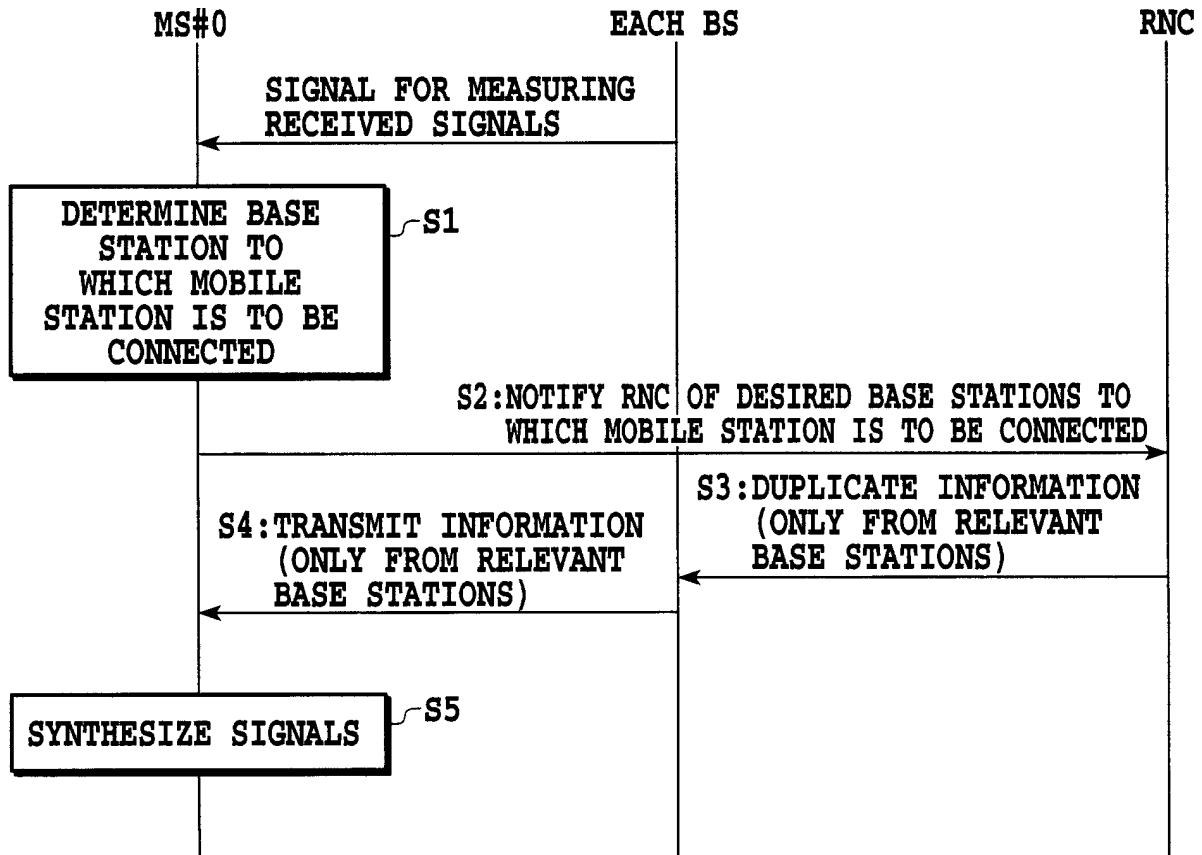 MS#0
EACH BS
RNC
SIGNAL FOR MEASURING
RECEIVED SIGNALS
DETERMINE BASE
STATION TO
WHICH MOBILE
STATION IS TO BE
CONNECTED
S1
S2:NOTIFY RNC OF DESIRED BASE STATIONS TO
WHICH MOBILE STATION IS TO BE CONNECTED
S3:DUPLICATE INFORMATION
(ONLY FROM RELEVANT
BASE STATIONS)
S4:TRANSMIT INFORMATION
(ONLY FROM RELEVANT
BASE STATIONS)
SYNTHESIZE SIGNALS
S5